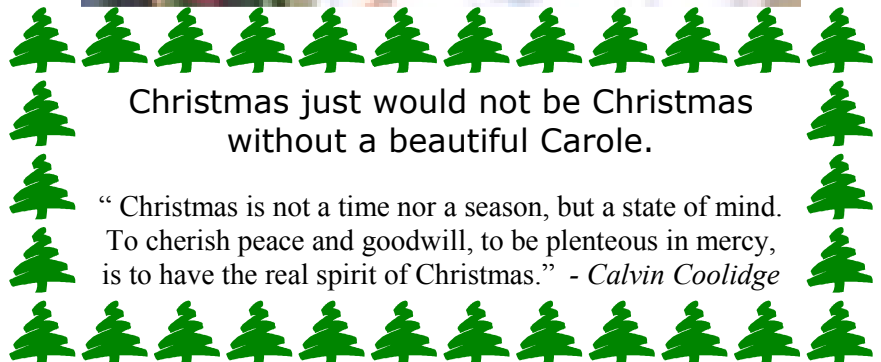 Christmas just would not be Christmas
without a beautiful Carole.
“ Christmas is not a time nor a season, but a state of mind.
To cherish peace and goodwill, to be plenteous in mercy,
is to have the real spirit of Christmas.”  - Calvin Coolidge